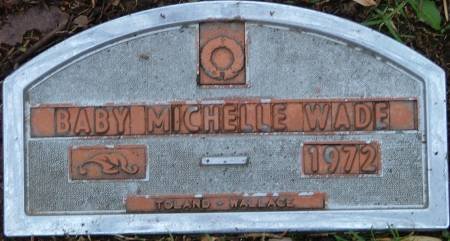 BABY MICHELLE WADE
1972
TOLAND - WALLACE